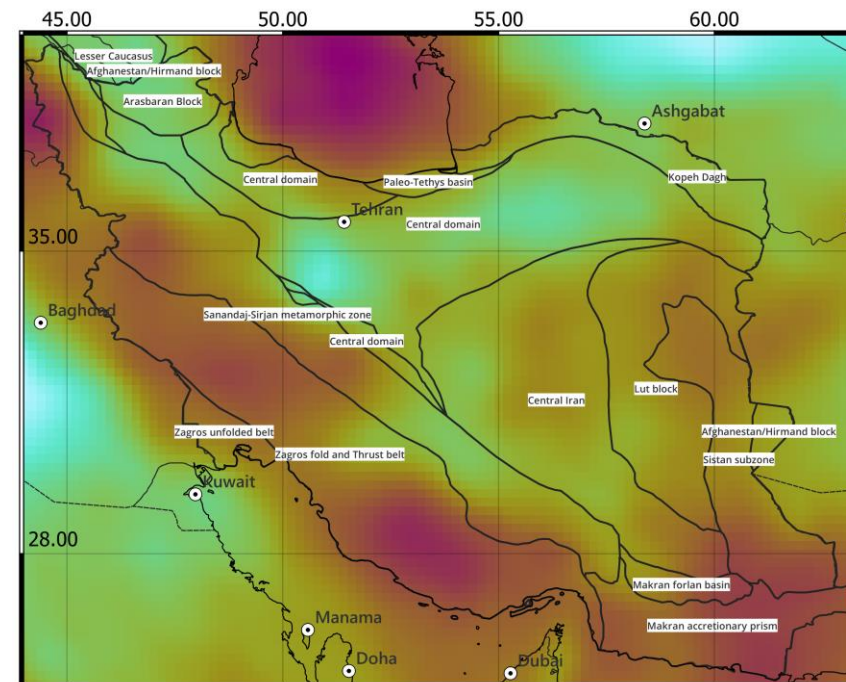 45.00 50.00 55.00 60.00
Lesser Caucasus
Afghanestan/Hirmand block
Arasbaran Block
Ashgabat
Central domain
Paleo-Tethys basin
Kopeh Dagh
Tehran
Central domain
35.00
Baghdad
Sanandaj-Sirjan metamorphic zone
Central domain
Lut block
Central Iran
Zagros unfolded belt
Afghanestan/Hirmand block
Zagros fold and Thrust belt
Sistan subzone
Kuwait
28.00
Makran forlan basin
Manama
Makran accretionary prism
Doha
Dubai